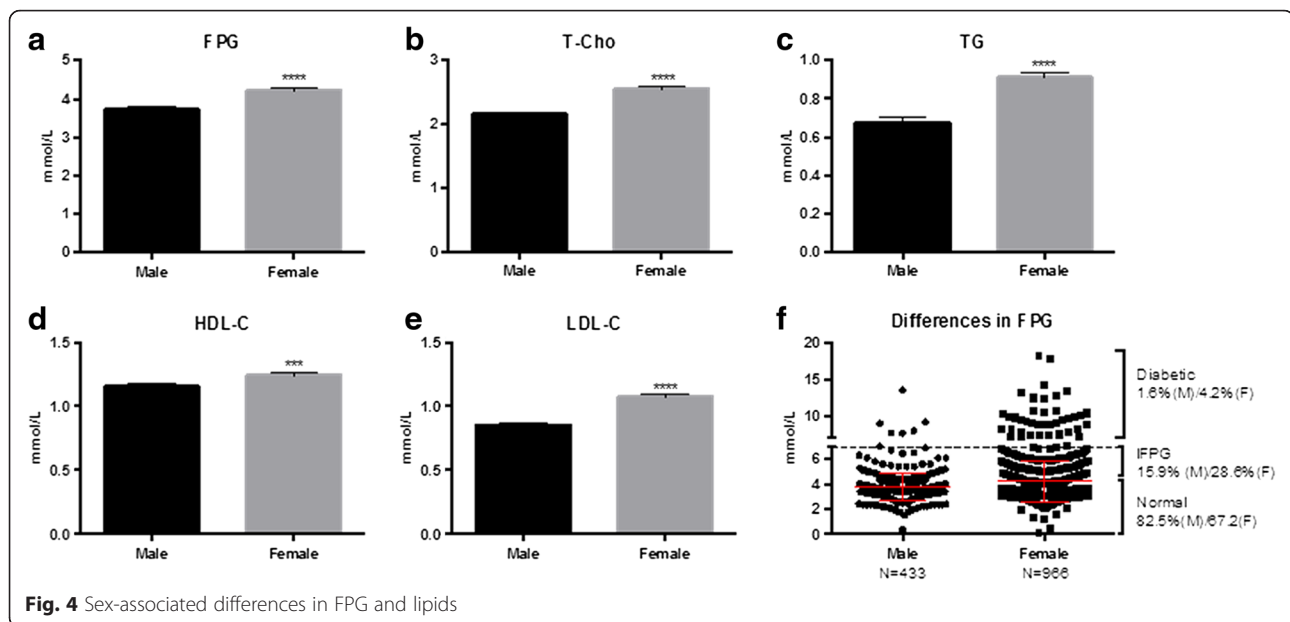 a
FPG
5
4
3
2
1
0
mmol/L
****
Male
Female
b
T-Cho
3
2
1
0
mmol/L
****
Male
Female
c
TG
1.0
0.8
0.6
0.4
0.2
0.0
mmol/L
****
Male
Female
d
HDL-C
1.5
1.0
0.5
0.0
mmol/L
***
Male
Female
e
LDL-C
1.5
1.0
0.5
0.0
mmol/L
****
Male
Female
f
Differences in FPG
20
15
10
6
4
2
0
mmol/L
Diabetic
1.6%(M)/4.2%(F)
IFPG
15.9% (M)/28.6%(F)
Normal
82.5%(M)/67.2(F)
Male
N=433
Female
N=966
Fig. 4 Sex-associated differences in FPG and lipids